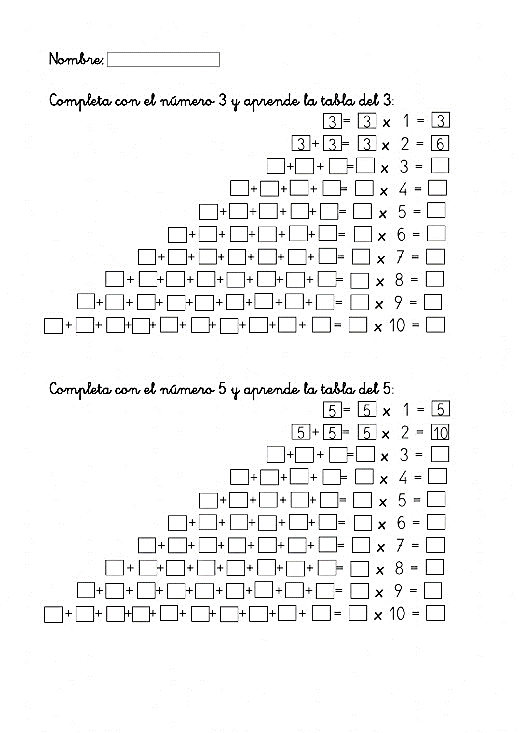 Nombre:
Completa con el número 3 y aprende la tabla del 3:
3 = 3 x 1 = 3
3 + 3 = 3 x 2 = 6
+ + = x 3 =
+ + + = x 4 =
+ + + + = x 5 =
+ + + + + = x 6 =
+ + + + + + = x 7 =
+ + + + + + + = x 8 =
+ + + + + + + + = x 9 =
+ + + + + + + + + = x 10 =
Completa con el número 5 y aprende la tabla del 5:
5 = 5 x 1 = 5
5 + 5 = 5 x 2 = 10
+ + = x 3 =
+ + + = x 4 =
+ + + + = x 5 =
+ + + + + = x 6 =
+ + + + + + = x 7 =
+ + + + + + + = x 8 =
+ + + + + + + + = x 9 =
+ + + + + + + + + = x 10 =